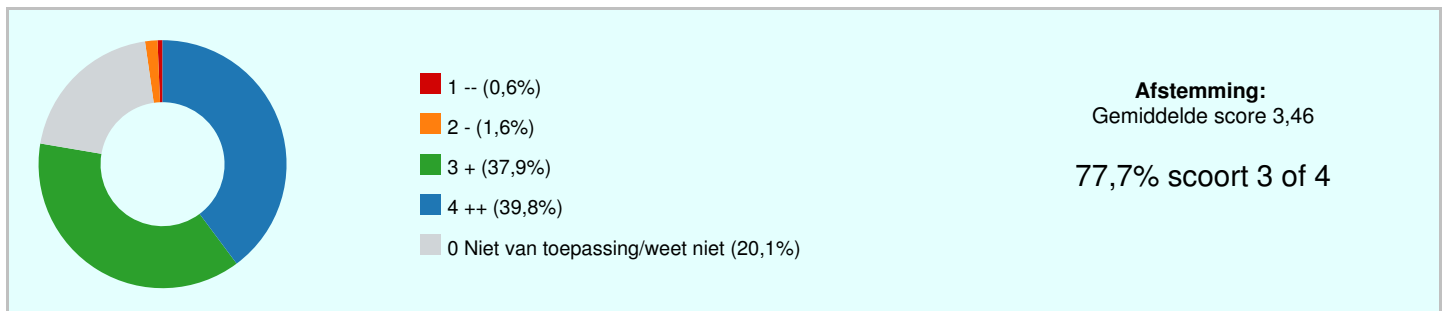 1 -- (0,6%)
2 - (1,6%)
3 + (37,9%)
4 ++ (39,8%)
0 Niet van toepassing/weet niet (20,1%)
Afstemming:
Gemiddelde score 3,46
77,7% scoort 3 of 4